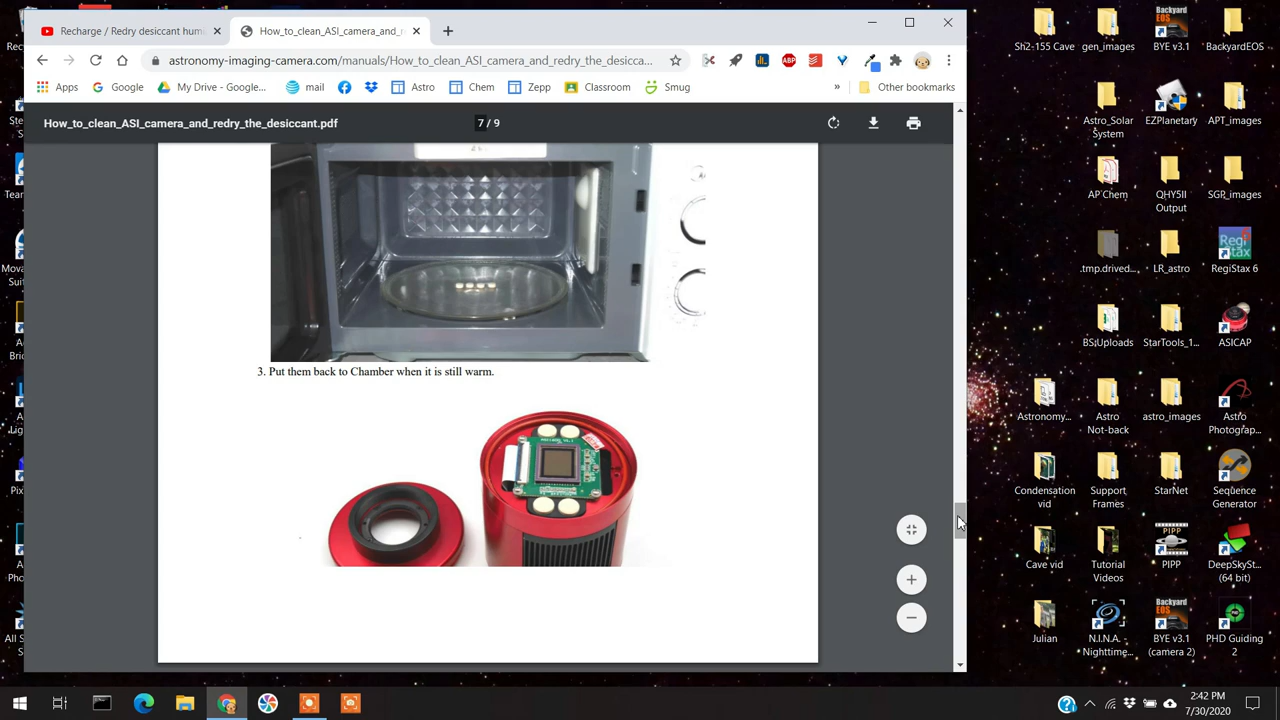 Recharge / Redry desiccant humi
How_to_clean_ASI_camera_and_r
astronomy-imaging-camera.com/manuals/How_to_clean_ASI_camera_and_redry_the_desicca...
Apps
Google
My Drive - Google...
mail
Astro
Chem
Zepp
Classroom
Smug
»
Other bookmarks
How_to_clean_ASI_camera_and_redry_the_desiccant.pdf
7 / 9
3. Put them back to Chamber when it is still warm.
Sh2-155 Cave
gen_images
BYE v3.1
BackyardEOS
Astro_Solar System
EZPlanetary
APT_images
AP Chem
QHY5II Output
SGP_images
.tmp.drived...
LR_astro
RegiStax 6
BS_Uploads
StarTools_1...
ASICAP
Astronomy...
Astro Not-back
astro_images
Astro Photograp...
Condensation vid
Support Frames
StarNet
Sequence Generator
Cave vid
Tutorial Videos
PIPP
DeepSkySt... (64 bit)
Julian
N.I.N.A. - Nighttime...
BYE v3.1 (camera 2)
PHD Guiding 2
2:42 PM
7/30/2020